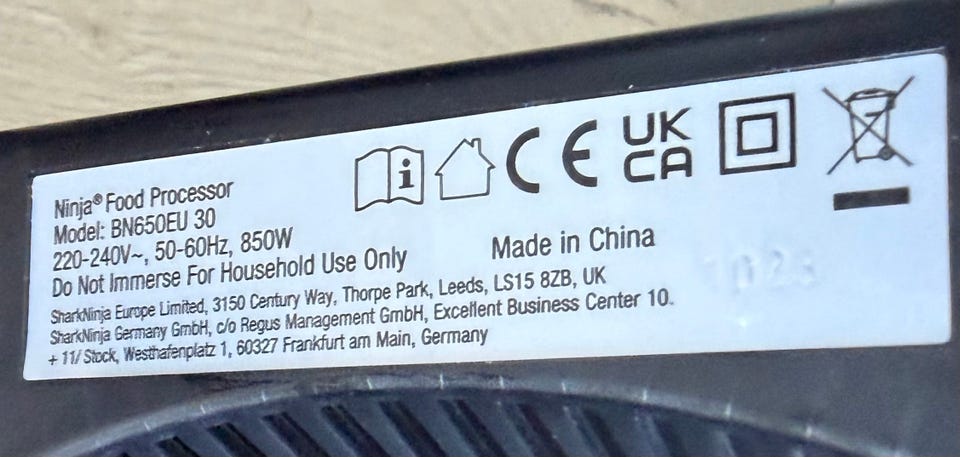 Ninja® Food Processor
Model: BN650EU 30
220-240V~, 50-60Hz, 850W
Do Not Immerse For Household Use Only
Made in China
SharkNinja Europe Limited, 3150 Century Way, Thorpe Park, Leeds, LS15 8ZB, UK
SharkNinja Germany GmbH, c/o Regus Management GmbH, Excellent Business Center 10.
+ 11/ Stock, Westhafenplatz 1, 60327 Frankfurt am Main, Germany
i
CE
UK
CA